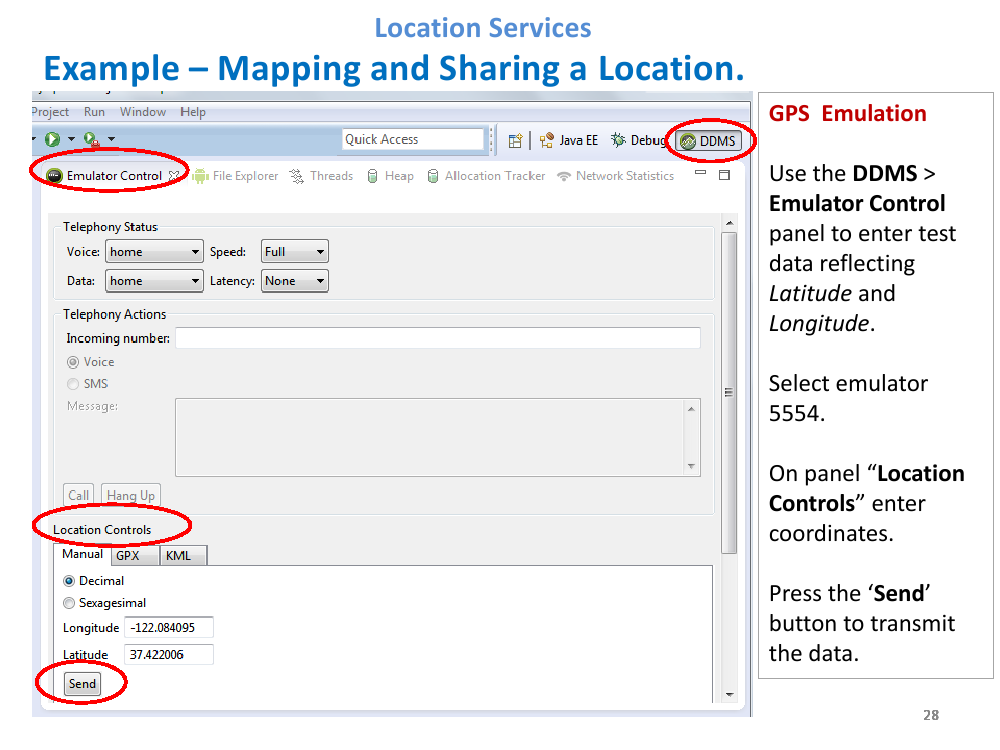 Location Services
Example – Mapping and Sharing a Location.
Project Run Window Help
Quick Access Java EE Debug DDMS
Emulator Control File Explorer Threads Heap Allocation Tracker Network Statistics
Telephony Status
Voice: home Speed: Full
Data: home Latency: None
Telephony Actions
Incoming number:
Voice
SMS
Message:
Call Hang Up
Location Controls
Manual GPX KML
Decimal
Sexagesimal
Longitude -122.084095
Latitude 37.422006
Send
GPS Emulation
Use the DDMS >
Emulator Control
panel to enter test
data reflecting
Latitude and
Longitude.
Select emulator
5554.
On panel “Location
Controls” enter
coordinates.
Press the ‘Send’
button to transmit
the data.
28